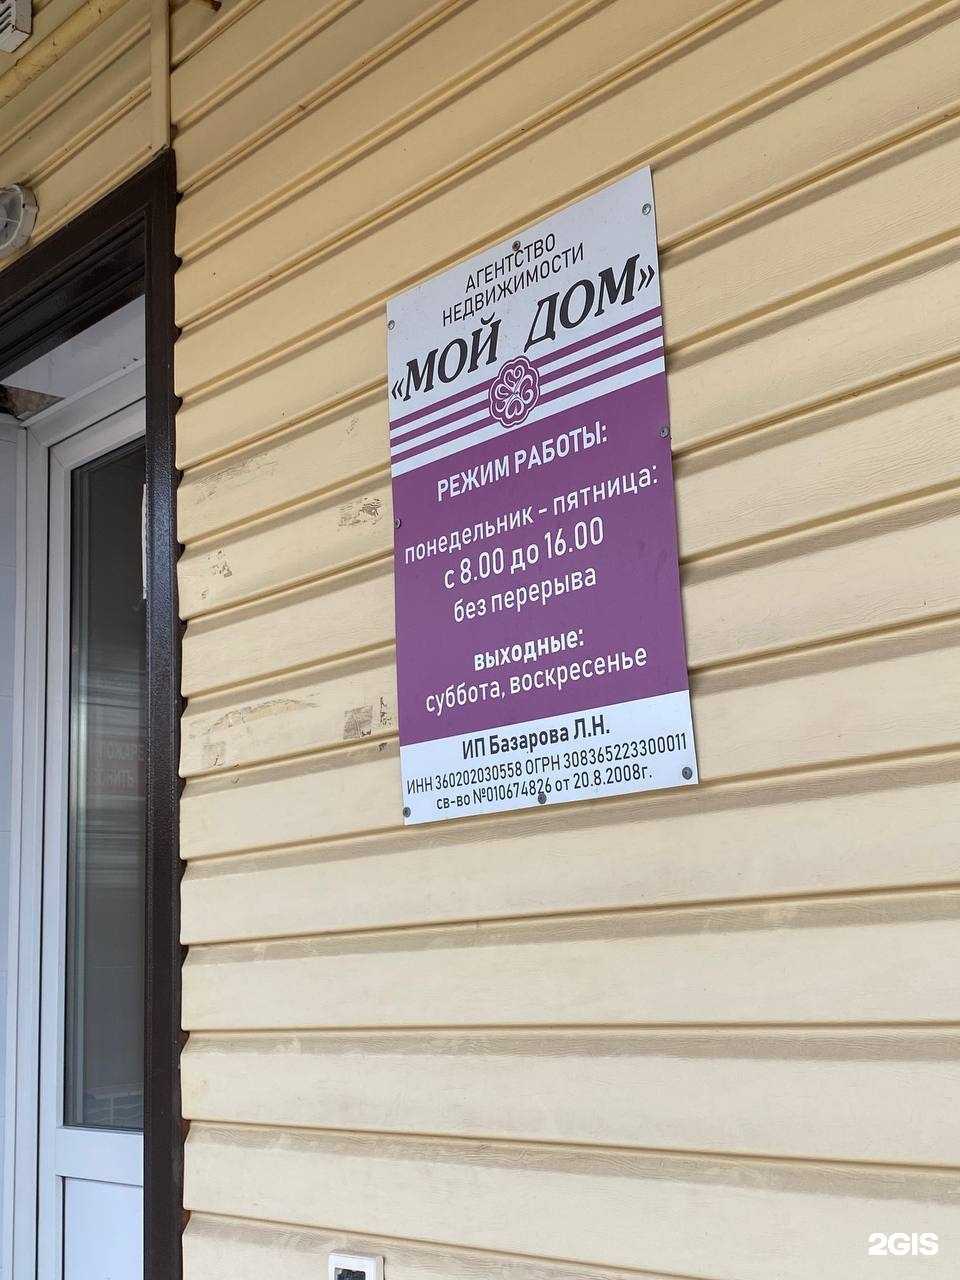 АГЕНТСТВО
НЕДВИЖИМОСТИ
«МОЙ ДОМ»
РЕЖИМ РАБОТЫ:
понедельник - пятница:
с 8.00 до 16.00
без перерыва
выходные:
суббота, воскресенье
ИП Базарова Л.Н.
ИНН 360202030558 ОГРН 308365223300011
св-во №010674826 от 20.8.2008г.
2GIS